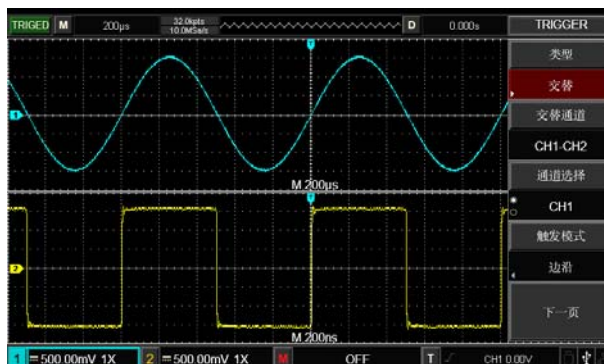 TRIGED M 200μs 32.0kpts D 0.000s TRIGGER
10.0MSa/s
类型
交替
交替通道
CH1-CH2
通道选择
CH1
触发模式
边沿
下一页
T
1
M 200μs
T
2
M 200ns
1 500.00mV 1X 2 500.00mV 1X M OFF T CH1 0.00V